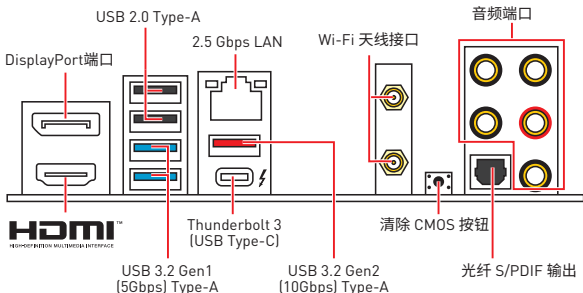 USB 2.0 Type-A
音频端口
2.5 Gbps LAN
Wi-Fi 天线接口
DisplayPort端口
HDMI™
HIGH-DEFINITION MULTIMEDIA INTERFACE
Thunderbolt 3
(USB Type-C)
清除 CMOS 按钮
USB 3.2 Gen1
(5Gbps) Type-A
USB 3.2 Gen2
(10Gbps) Type-A
光纤 S/PDIF 输出